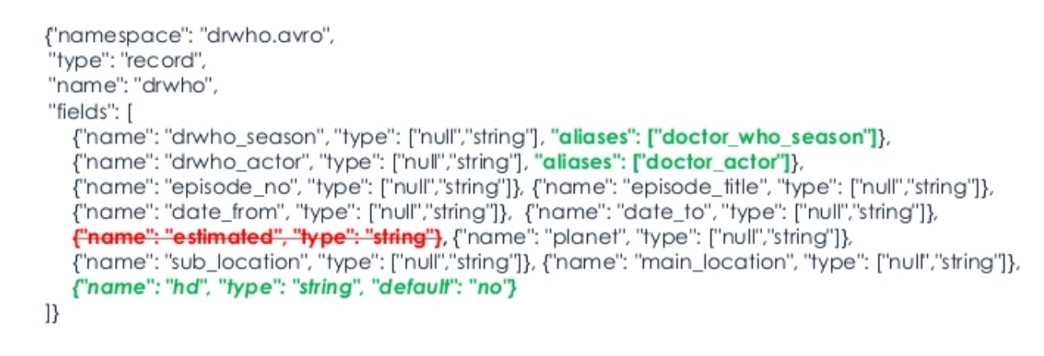 {"namespace": "drwho.avro",
"type": "record",
"name": "drwho",
"fields": [
{"name": "drwho_season", "type": ["null","string"], "aliases": ["doctor_who_season"]},
{"name": "drwho_actor", "type": ["null","string"], "aliases": ["doctor_actor"]},
{"name": "episode_no", "type": ["null","string"]}, {"name": "episode_title", "type": ["null","string"]},
{"name": "date_from", "type": ["null","string"]}, {"name": "date_to", "type": ["null","string"]},
{"name": "estimated", "type": "string"}, {"name": "planet", "type": ["null","string"]},
{"name": "sub_location", "type": ["null","string"]}, {"name": "main_location", "type": ["null","string"]},
{"name": "hd", "type": "string", "default": "no"}
]}